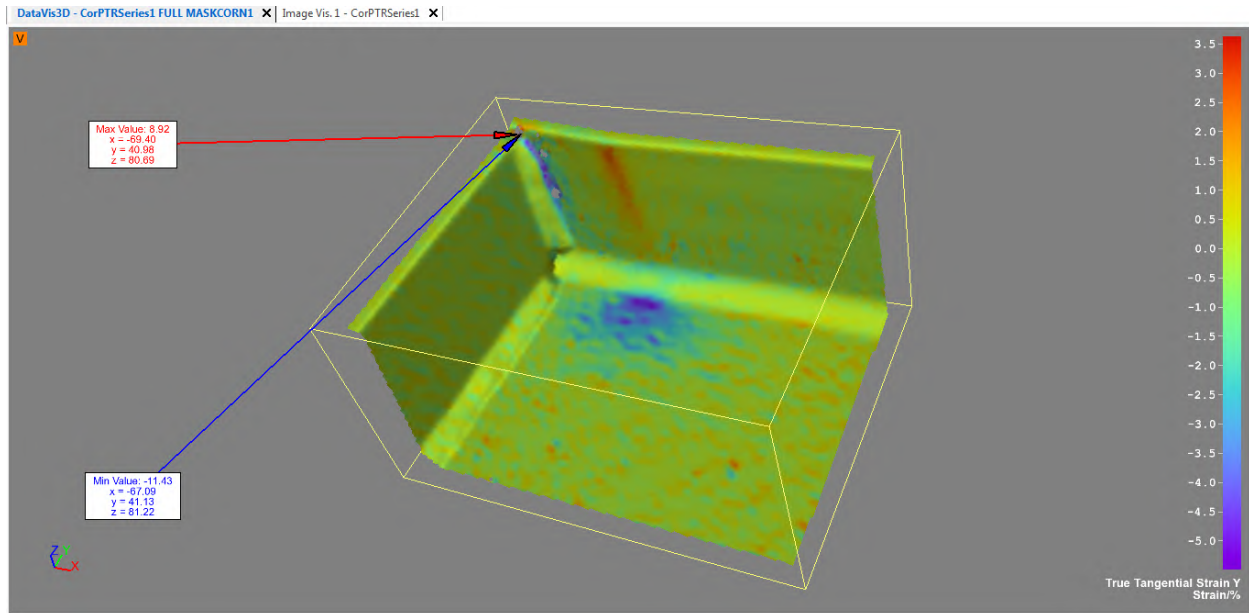 DataVis3D - CorPTRSeries1 FULL MASKCORN1 X Image Vis. 1 - CorPTRSeries1 X
V
Max Value: 8.92
x = -69.40
y = 40.98
z = 80.69
Min Value: -11.43
x = -67.09
y = 41.13
z = 81.22
Z Y X
3.5
3.0
2.5
2.0
1.5
1.0
0.5
0.0
-0.5
-1.0
-1.5
-2.0
-2.5
-3.0
-3.5
-4.0
-4.5
-5.0
True Tangential Strain Y
Strain/%